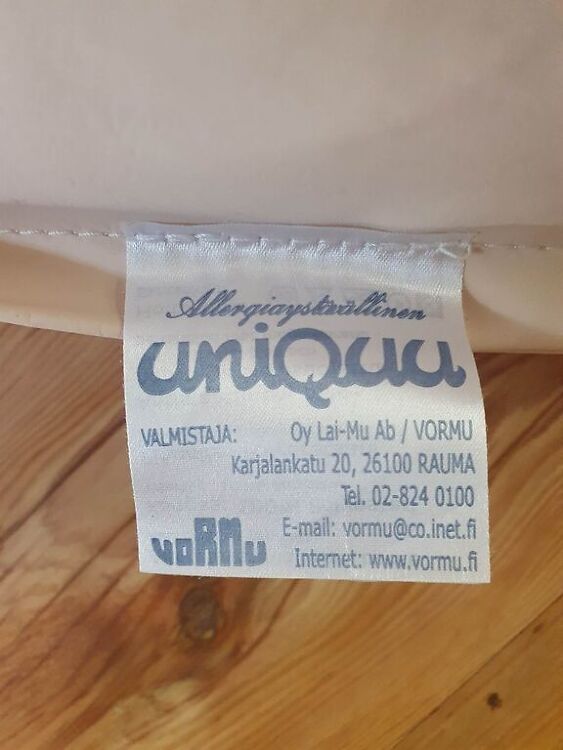 Allergiaystävällinen
uniQuu
VALMISTAJA: Oy Lai-Mu Ab / VORMU
Karjalankatu 20, 26100 RAUMA
Tel. 02-824 0100
E-mail: vormu@co.inet.fi
voRMu Internet: www.vormu.fi